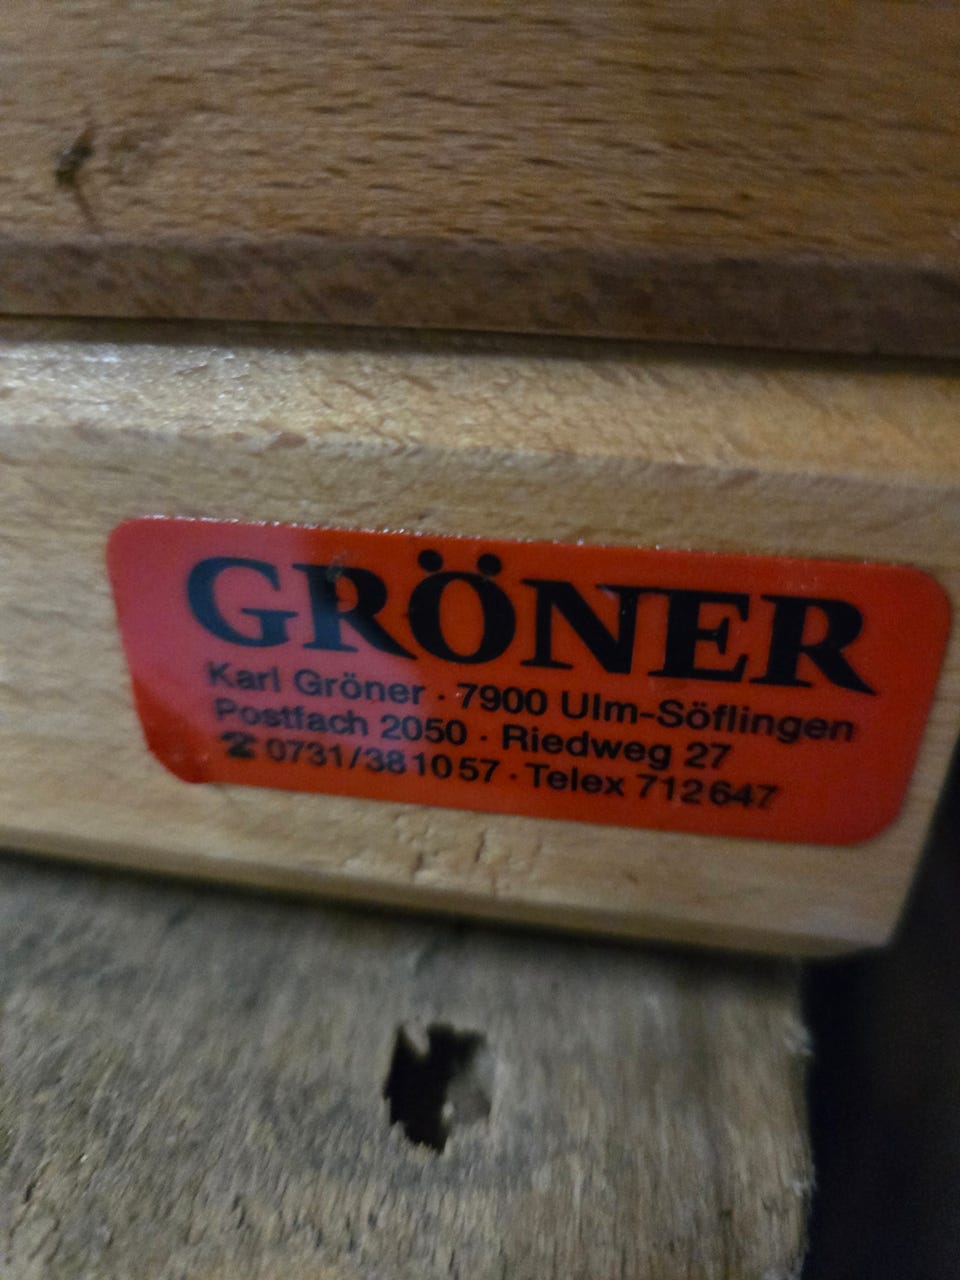 GRÖNER
Karl Gröner · 7900 Ulm-Söflingen
Postfach 2050 · Riedweg 27
☎ 0731/381057 · Telex 712647